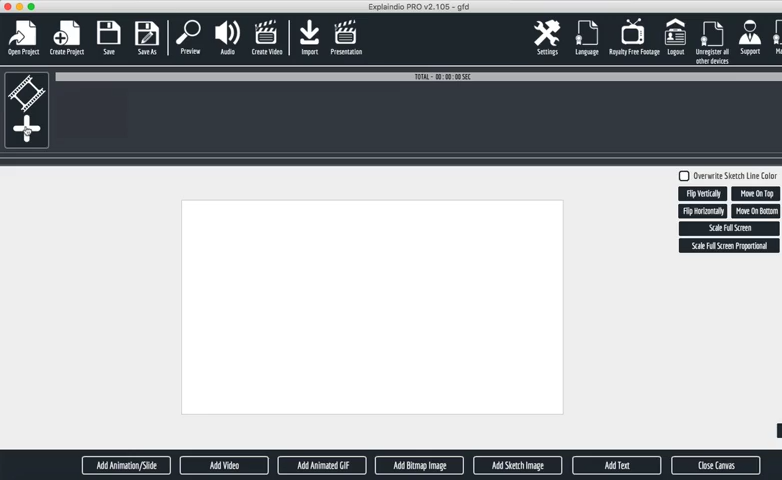 Explaindio PRO v2.105 - gfd
Open Project Create Project Save Save As Preview Audio Create Video Import Presentation Settings Language Royalty Free Footage Logout Unregister all other devices Support
TOTAL - 00 : 00 : 00 SEC
Overwrite Sketch Line Color
Flip Vertically Move On Top
Flip Horizontally Move On Bottom
Scale Full Screen
Scale Full Screen Proportional
Add Animation/Slide Add Video Add Animated GIF Add Bitmap Image Add Sketch Image Add Text Close Canvas